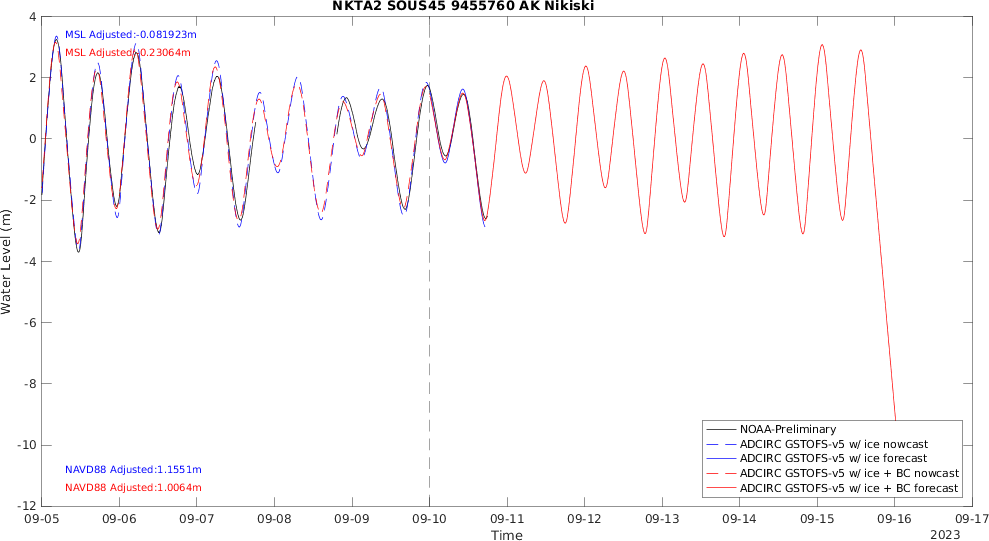 NKTA2 SOUS45 9455760 AK Nikiski
MSL Adjusted:-0.081923m
MSL Adjusted:-0.23064m
4
2
0
-2
-4
-6
-8
-10
-12
Water Level (m)
NAVD88 Adjusted:1.1551m
NAVD88 Adjusted:1.0064m
NOAA-Preliminary
ADCIRC GSTOFS-v5 w/ ice nowcast
ADCIRC GSTOFS-v5 w/ ice forecast
ADCIRC GSTOFS-v5 w/ ice + BC nowcast
ADCIRC GSTOFS-v5 w/ ice + BC forecast
09-05 09-06 09-07 09-08 09-09 09-10 09-11 09-12 09-13 09-14 09-15 09-16 09-17
Time
2023